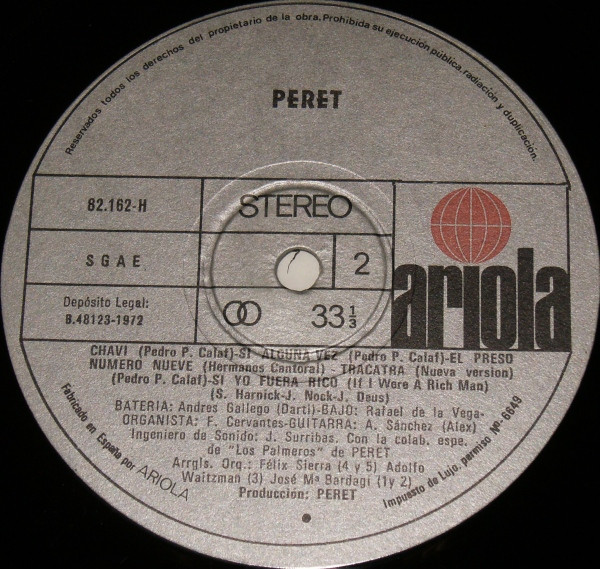 Reservados todos los derechos del propietario de la obra. Prohibida su ejecución pública, radiación y duplicación.
PERET
82.162-H
STEREO
SGAE
2
ariola
Depósito Legal:
B.48123-1972
33 1/3
CHAVI (Pedro P. Calaf)-SI ALGUNA VEZ (Pedro P. Calaf)-EL PRESO
NUMERO NUEVE (Hermanos Cantoral) - TRACATRA (Nueva version)
(Pedro P. Calaf)-SI YO FUERA RICO (If I Were A Rich Man)
(S. Harnick-J. Nock-J. Deus)
BATERIA: Andres Gallego (Darti)-BAJO: Rafael de la Vega-
ORGANISTA: F. Cervantes-GUITARRA: A. Sánchez (Alex)
Ingeniero de Sonido: J. Surribas. Con la colab. espe.
de "Los Palmeros" de PERET
Arrgls. Orq.: Félix Sierra (4 y 5) Adolfo
Waitzman (3) José Mª Bardagi (1y 2)
Producción: PERET
Fabricado en España por ARIOLA
Impuesto de Lujo. permiso Nº 6649